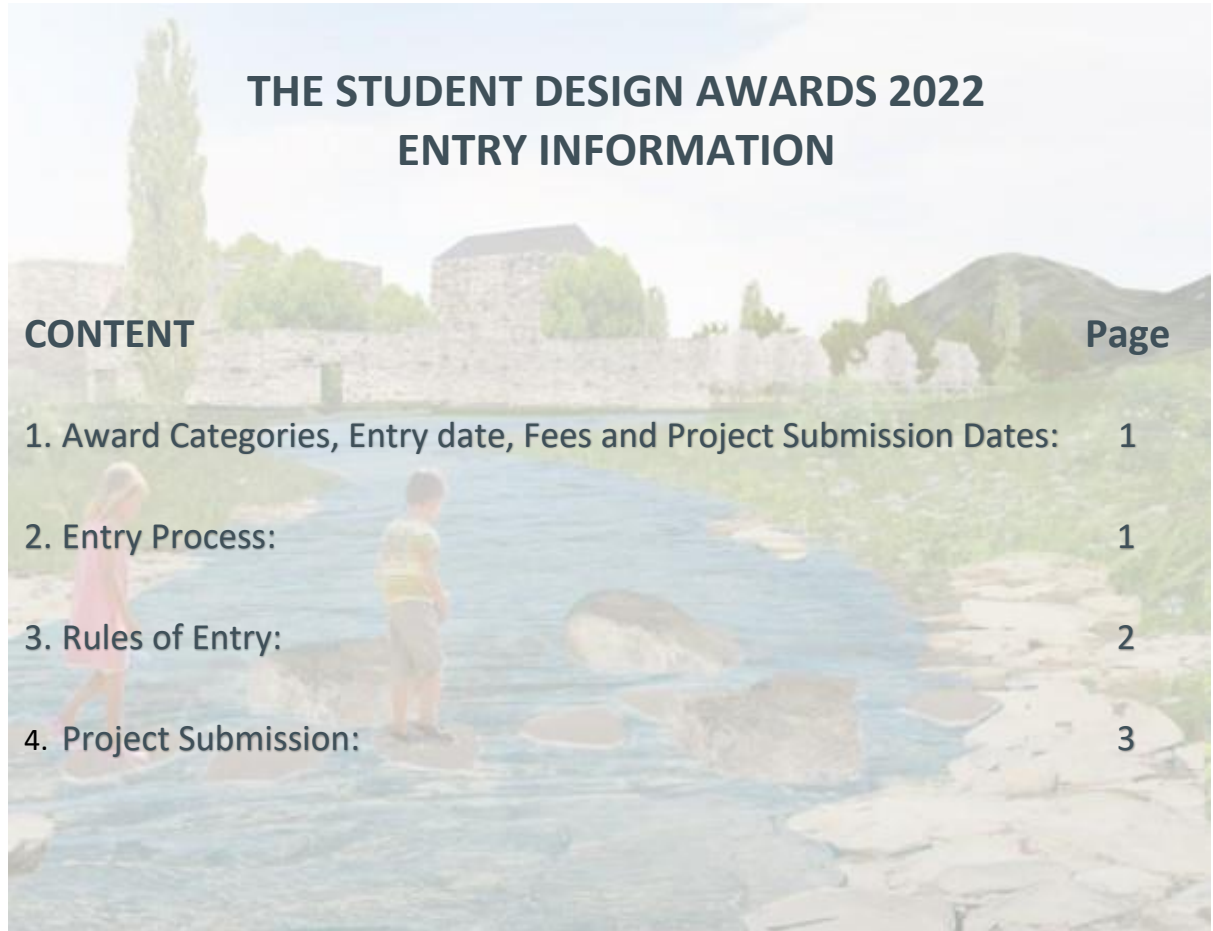 THE STUDENT DESIGN AWARDS 2022
ENTRY INFORMATION
CONTENT Page
1. Award Categories, Entry date, Fees and Project Submission Dates: 1
2. Entry Process: 1
3. Rules of Entry: 2
4. Project Submission: 3